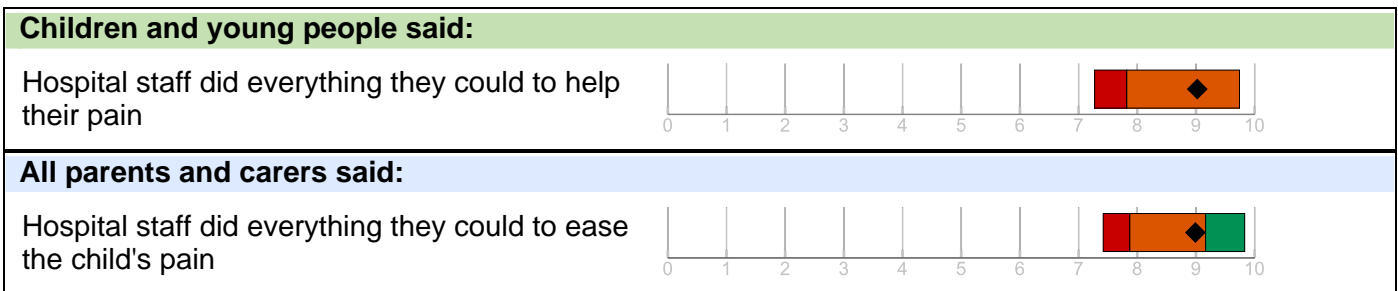 Children and young people said:
Hospital staff did everything they could to help
their pain
0 1 2 3 4 5 6 7 8 9 10
All parents and carers said:
Hospital staff did everything they could to ease
the child's pain
0 1 2 3 4 5 6 7 8 9 10